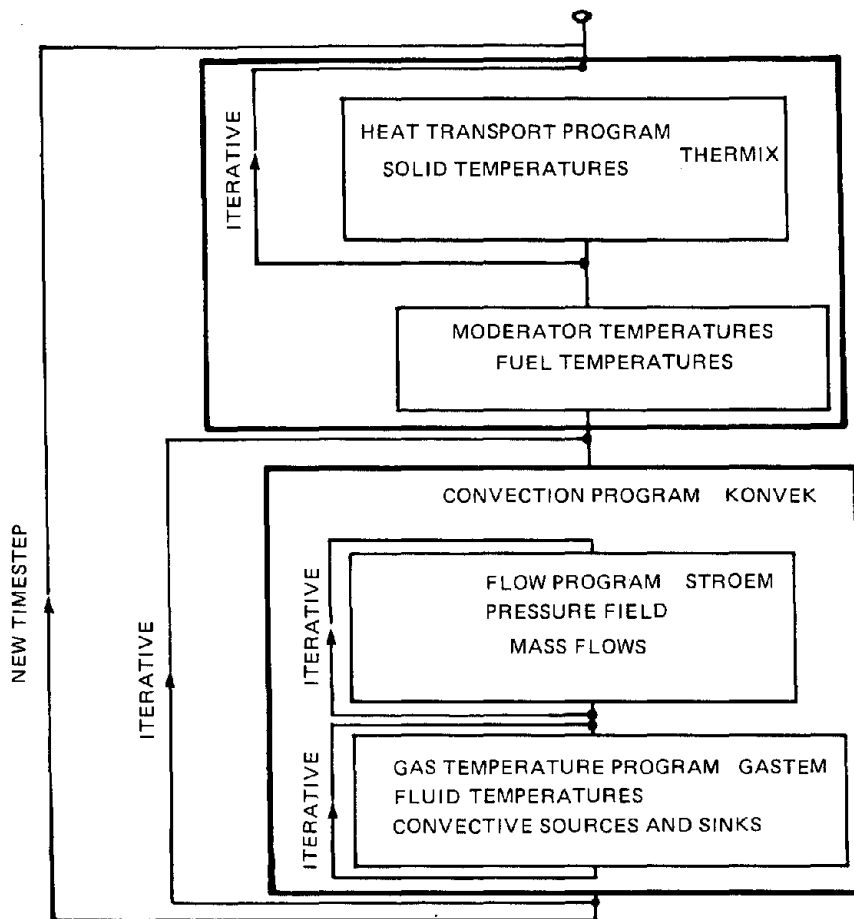 HEAT TRANSPORT PROGRAM THERMIX
SOLID TEMPERATURES
ITERATIVE
MODERATOR TEMPERATURES
FUEL TEMPERATURES
CONVECTION PROGRAM KONVEK
FLOW PROGRAM STROEM
PRESSURE FIELD
MASS FLOWS
ITERATIVE
GAS TEMPERATURE PROGRAM GASTEM
FLUID TEMPERATURES
CONVECTIVE SOURCES AND SINKS
ITERATIVE
ITERATIVE
NEW TIMESTEP